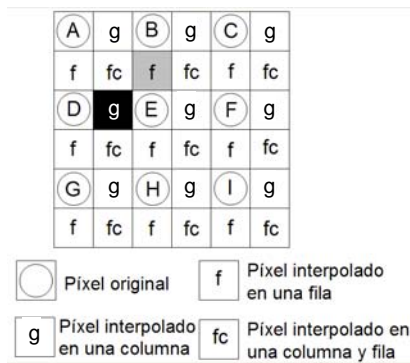 A g B g C g
f fc f fc f fc
D g E g F g
f fc f fc f fc
G g H g I g
f fc f fc f fc
Píxel original
f Píxel interpolado
en una fila
g Píxel interpolado
en una columna
fc Píxel interpolado en
una columna y fila